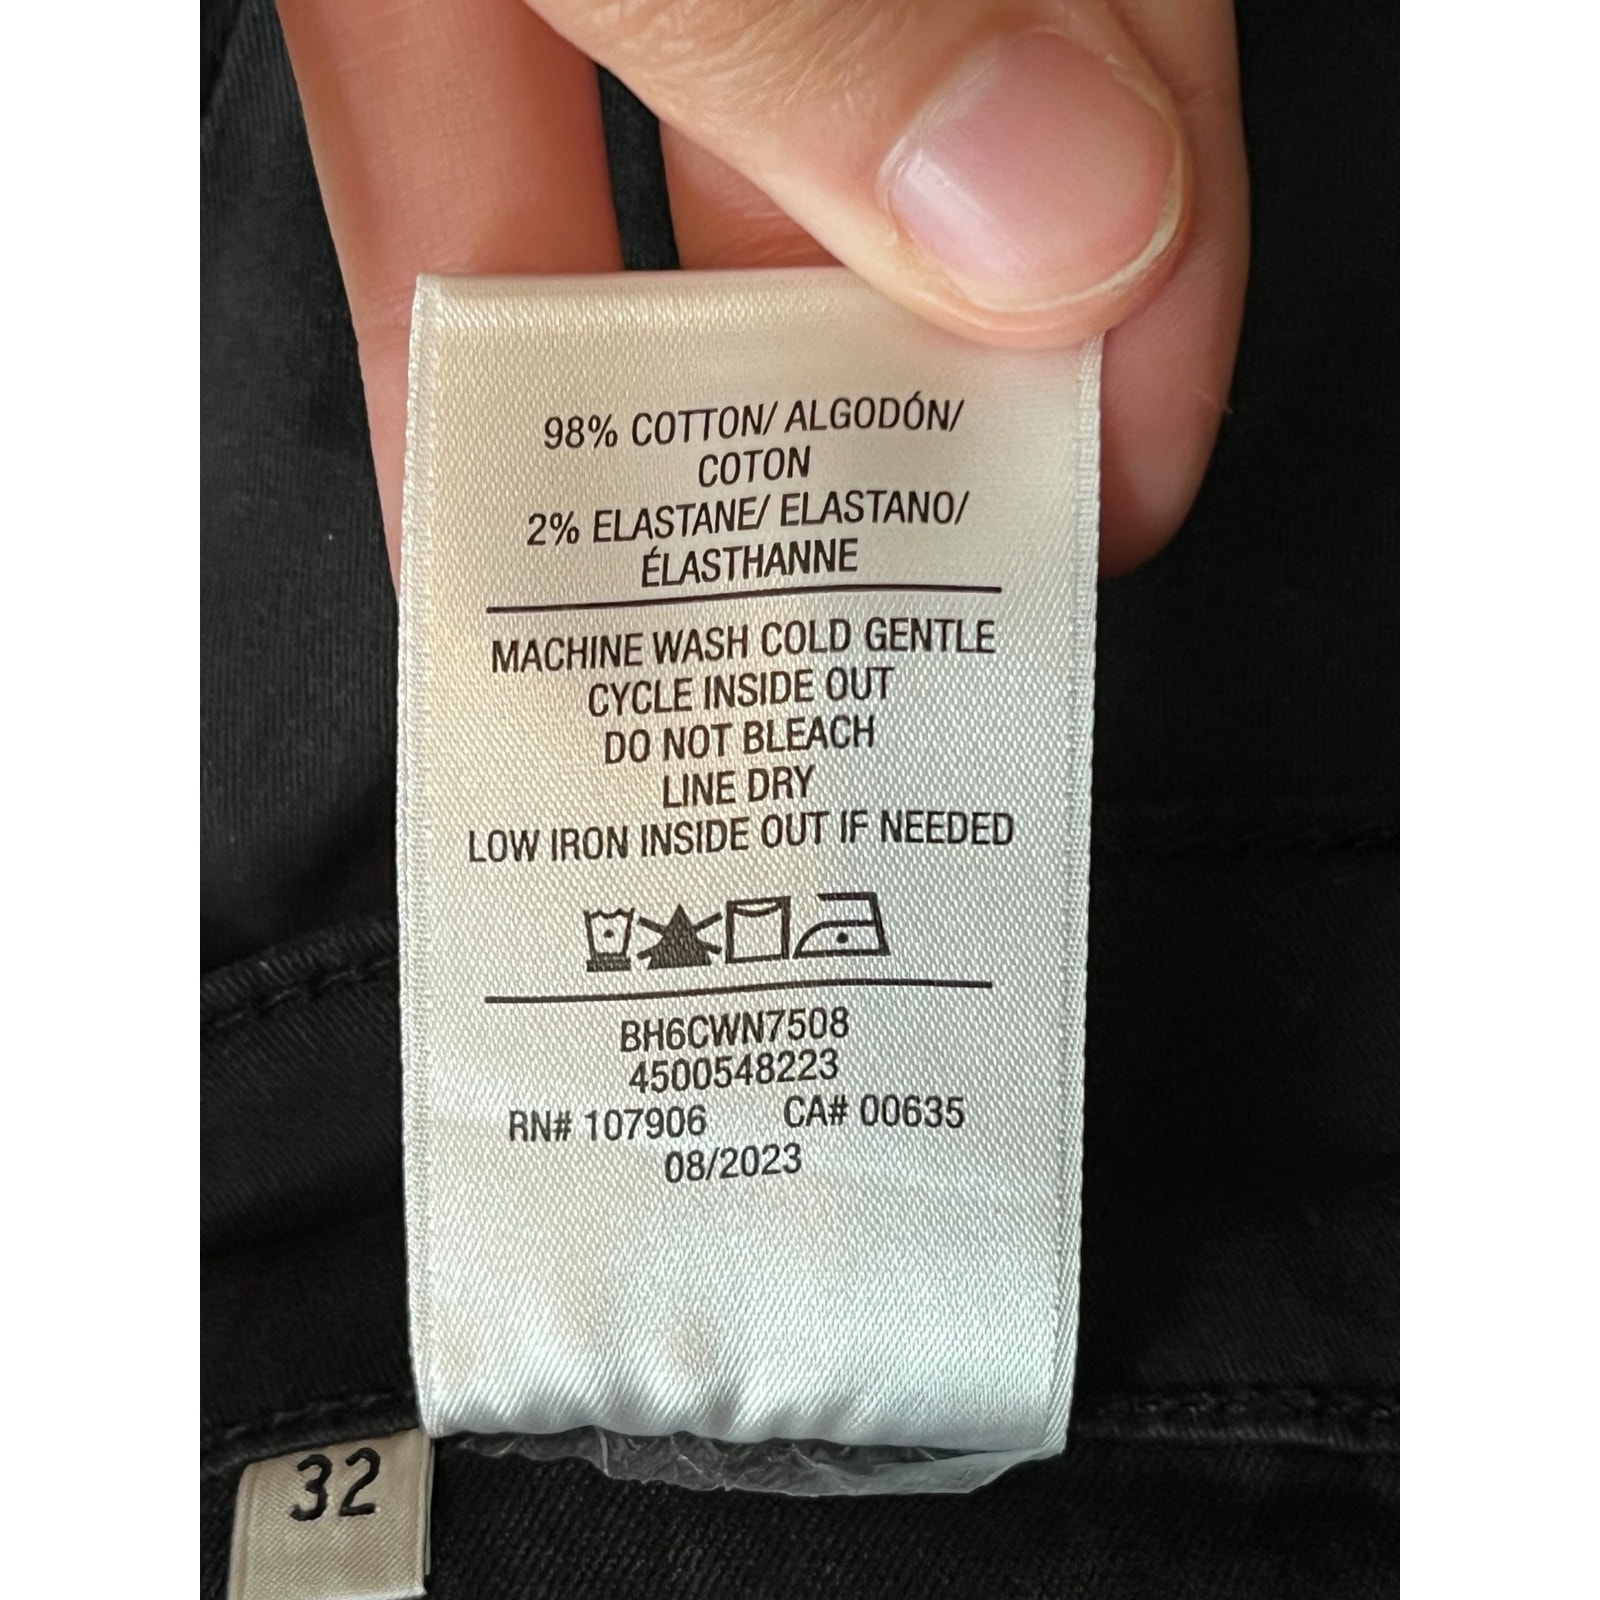 98% COTTON/ ALGODÓN/
COTON
2% ELASTANE/ ELASTANO/
ÉLASTHANNE
MACHINE WASH COLD GENTLE
CYCLE INSIDE OUT
DO NOT BLEACH
LINE DRY
LOW IRON INSIDE OUT IF NEEDED
BH6CWN7508
4500548223
RN# 107906 CA# 00635
08/2023
32